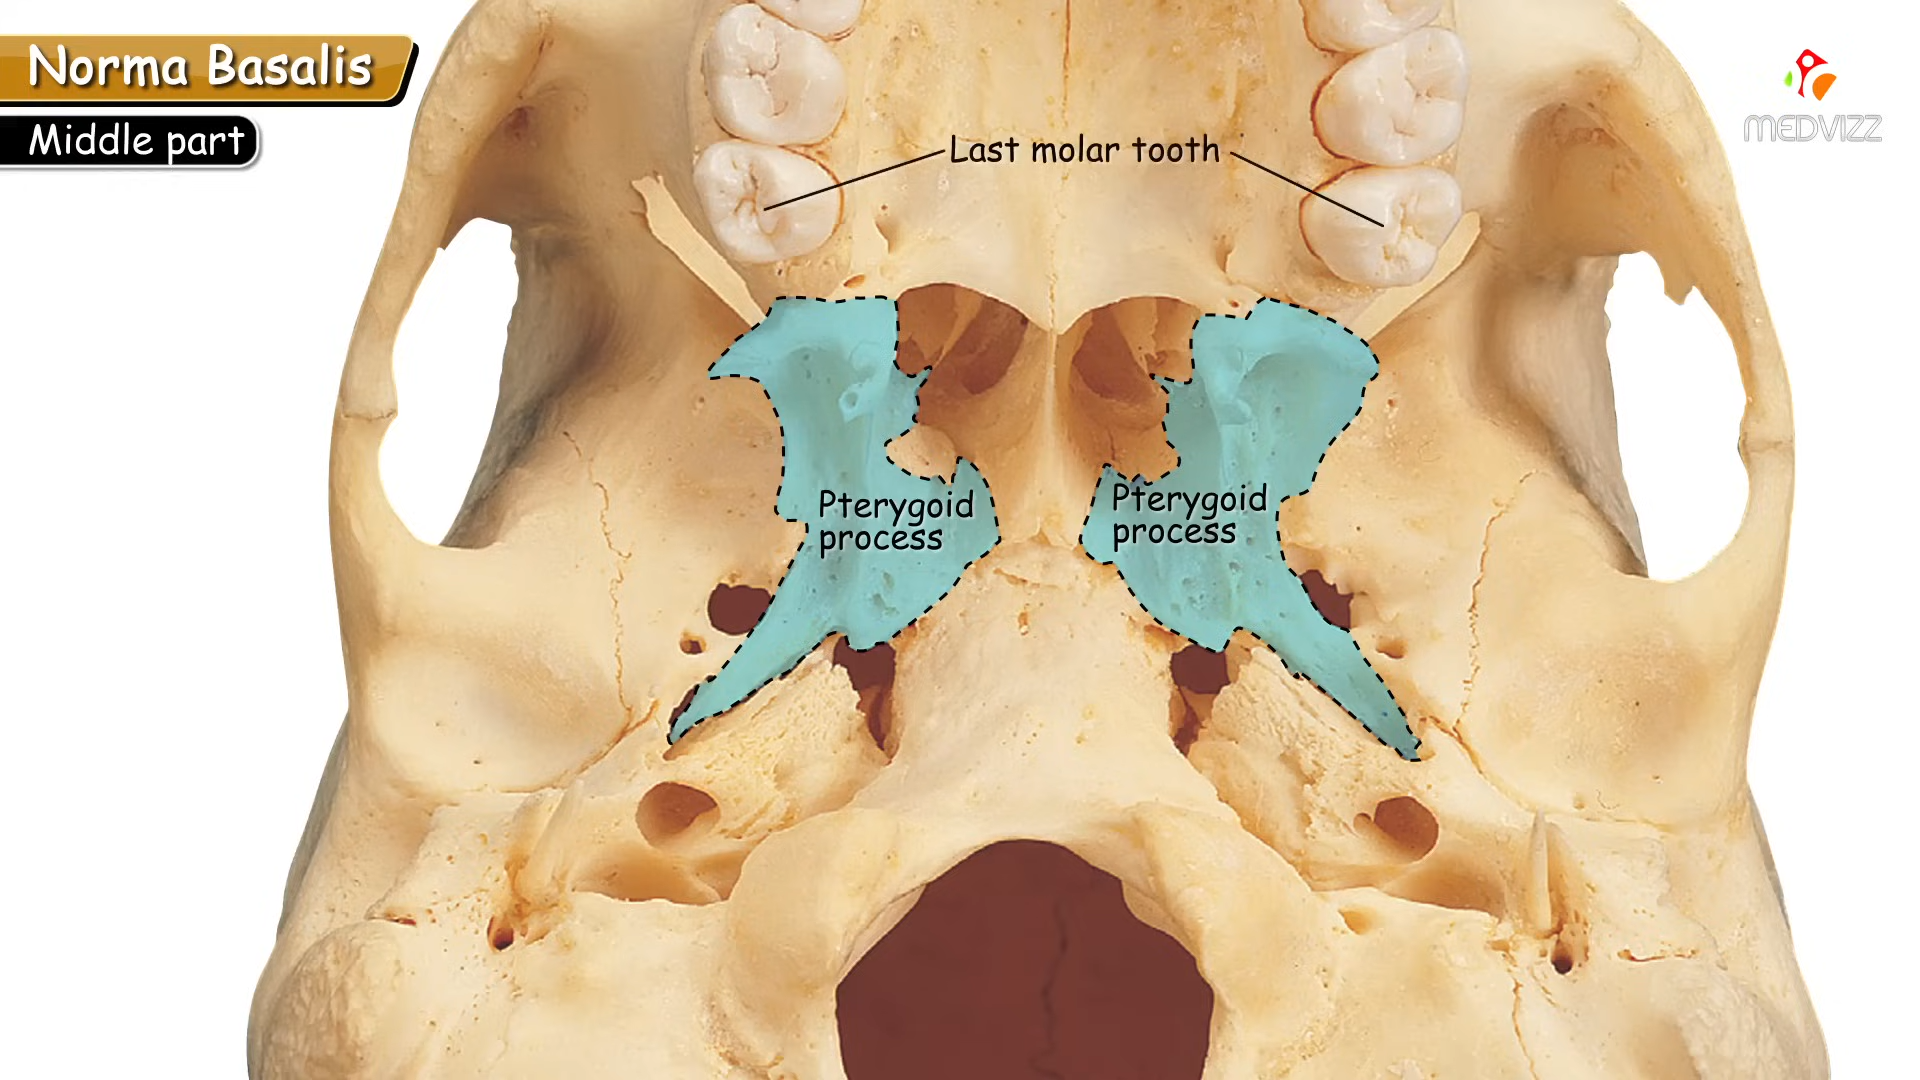 Norma Basalis
Middle part
MEDVIZZ
Last molar tooth
Pterygoid
process
Pterygoid
process